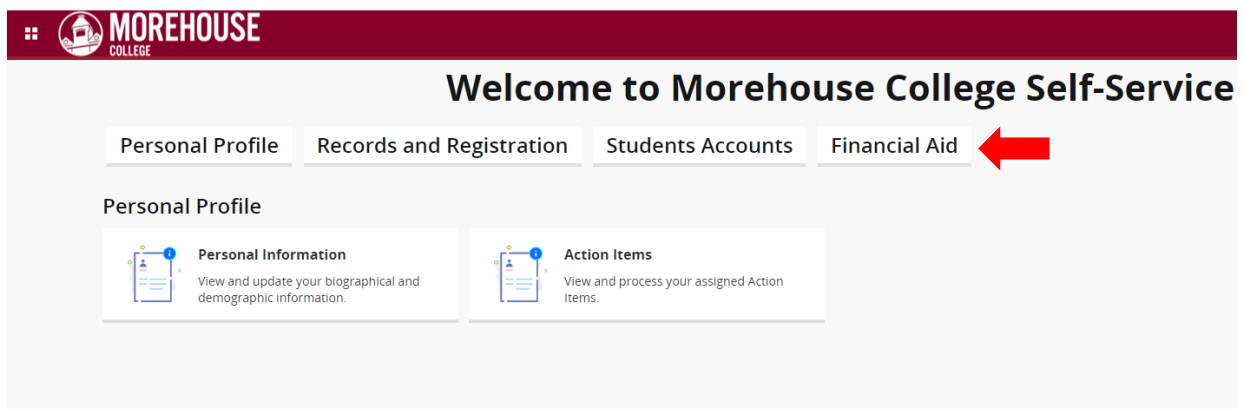 MOREHOUSE
COLLEGE
Welcome to Morehouse College Self-Service
Personal Profile
Records and Registration
Students Accounts
Financial Aid
Personal Profile
Personal Information
View and update your biographical and
demographic information.
Action Items
View and process your assigned Action
Items.